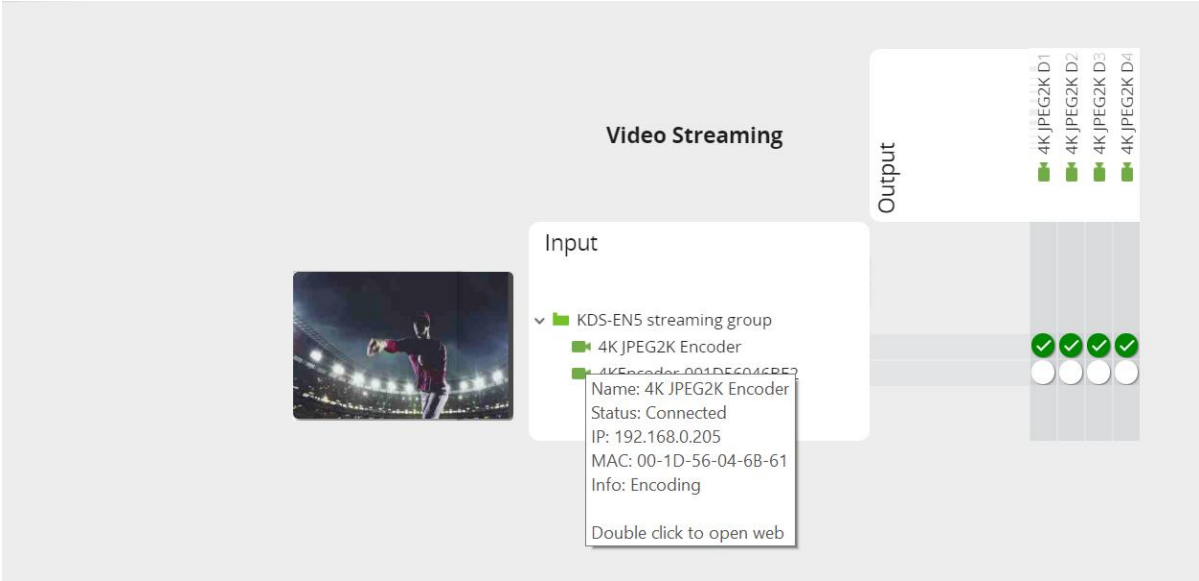 Video Streaming
Output
4K JPEG2K D1
4K JPEG2K D2
4K JPEG2K D3
4K JPEG2K D4
Input
KDS-EN5 streaming group
4K JPEG2K Encoder
Name: 4K JPEG2K Encoder
Status: Connected
IP: 192.168.0.205
MAC: 00-1D-56-04-6B-61
Info: Encoding
Double click to open web